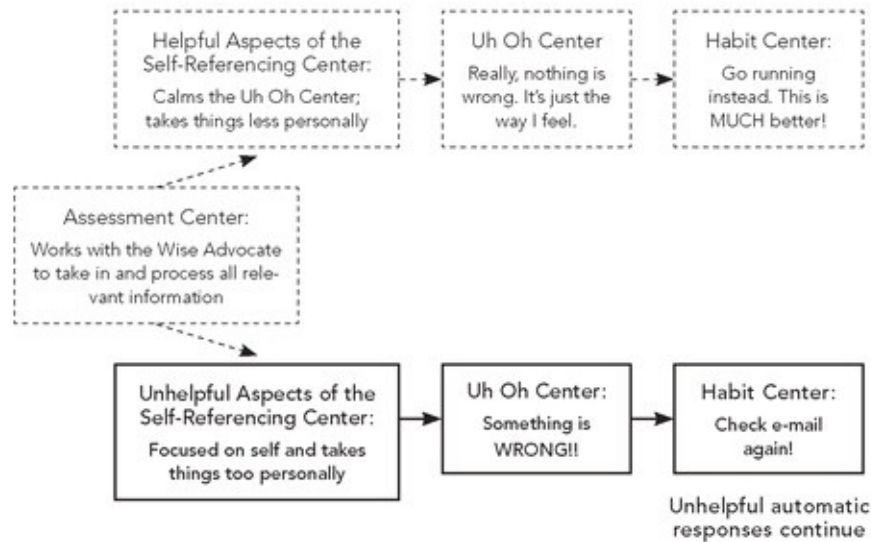 Helpful Aspects of the
Self-Referencing Center:
Calms the Uh Oh Center;
takes things less personally
Uh Oh Center
Really, nothing is
wrong. It's just the
way I feel.
Habit Center:
Go running
instead. This is
MUCH better!
Assessment Center:
Works with the Wise Advocate
to take in and process all rele-
vant information
Unhelpful Aspects of the
Self-Referencing Center:
Focused on self and takes
things too personally
Uh Oh Center:
Something is
WRONG!!
Habit Center:
Check e-mail
again!
Unhelpful automatic
responses continue